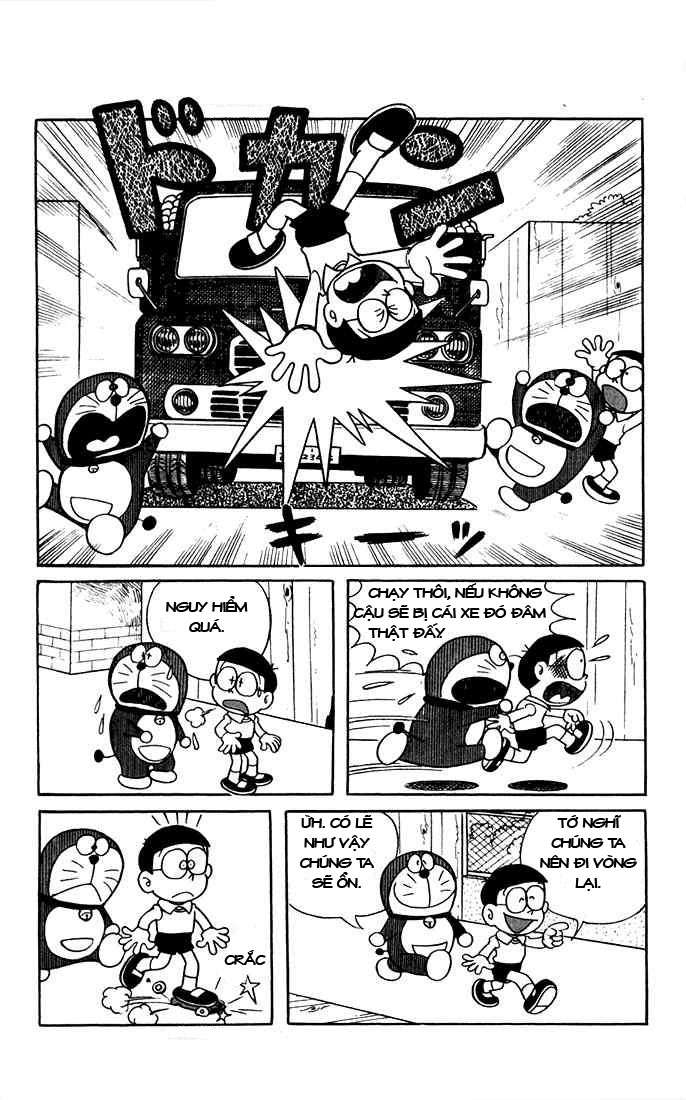 ドカン
キーッ
NGUY HIỂM
QUÁ.
CHẠY THÔI, NẾU KHÔNG
CẬU SẼ BỊ CÁI XE ĐÓ ĐÂM
THẬT ĐẤY
CRẮC
ỪH. CÓ LẼ
NHƯ VẬY
CHÚNG TA
SẼ ỔN.
TỚ NGHĨ
CHÚNG TA
NÊN ĐI VÒNG
LẠI.